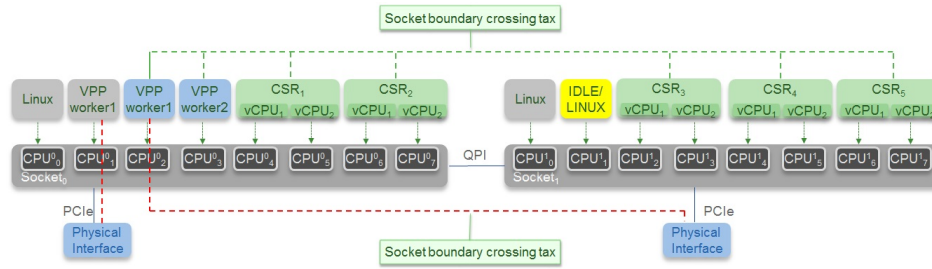 Socket boundary crossing tax
Linux
VPP
worker1
VPP
worker1
VPP
worker2
CSR1
vCPU1 vCPU2
CSR2
vCPU1 vCPU2
Linux
IDLE/
LINUX
CSR3
vCPU1 vCPU2
CSR4
vCPU1 vCPU2
CSR5
vCPU1 vCPU2
CPU⁰0 CPU⁰1 CPU⁰2 CPU⁰3 CPU⁰4 CPU⁰5 CPU⁰6 CPU⁰7
Socket0
QPI
CPU¹0 CPU¹1 CPU¹2 CPU¹3 CPU¹4 CPU¹5 CPU¹6 CPU¹7
Socket1
PCIe
Physical
Interface
Socket boundary crossing tax
PCIe
Physical
Interface